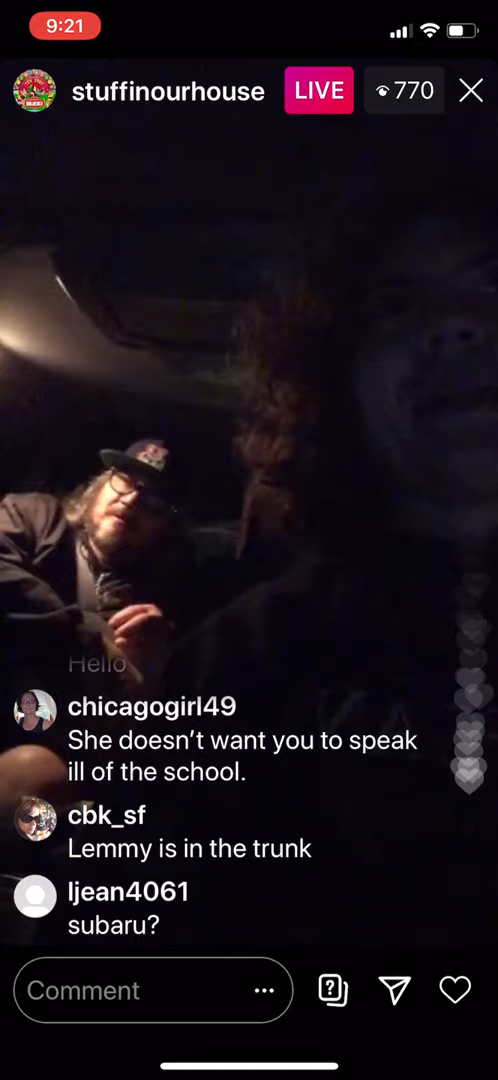 9:21
stuffinourhouse LIVE 770
Hello
chicagogirl49
She doesn't want you to speak
ill of the school.
cbk_sf
Lemmy is in the trunk
ljean4061
subaru?
Comment